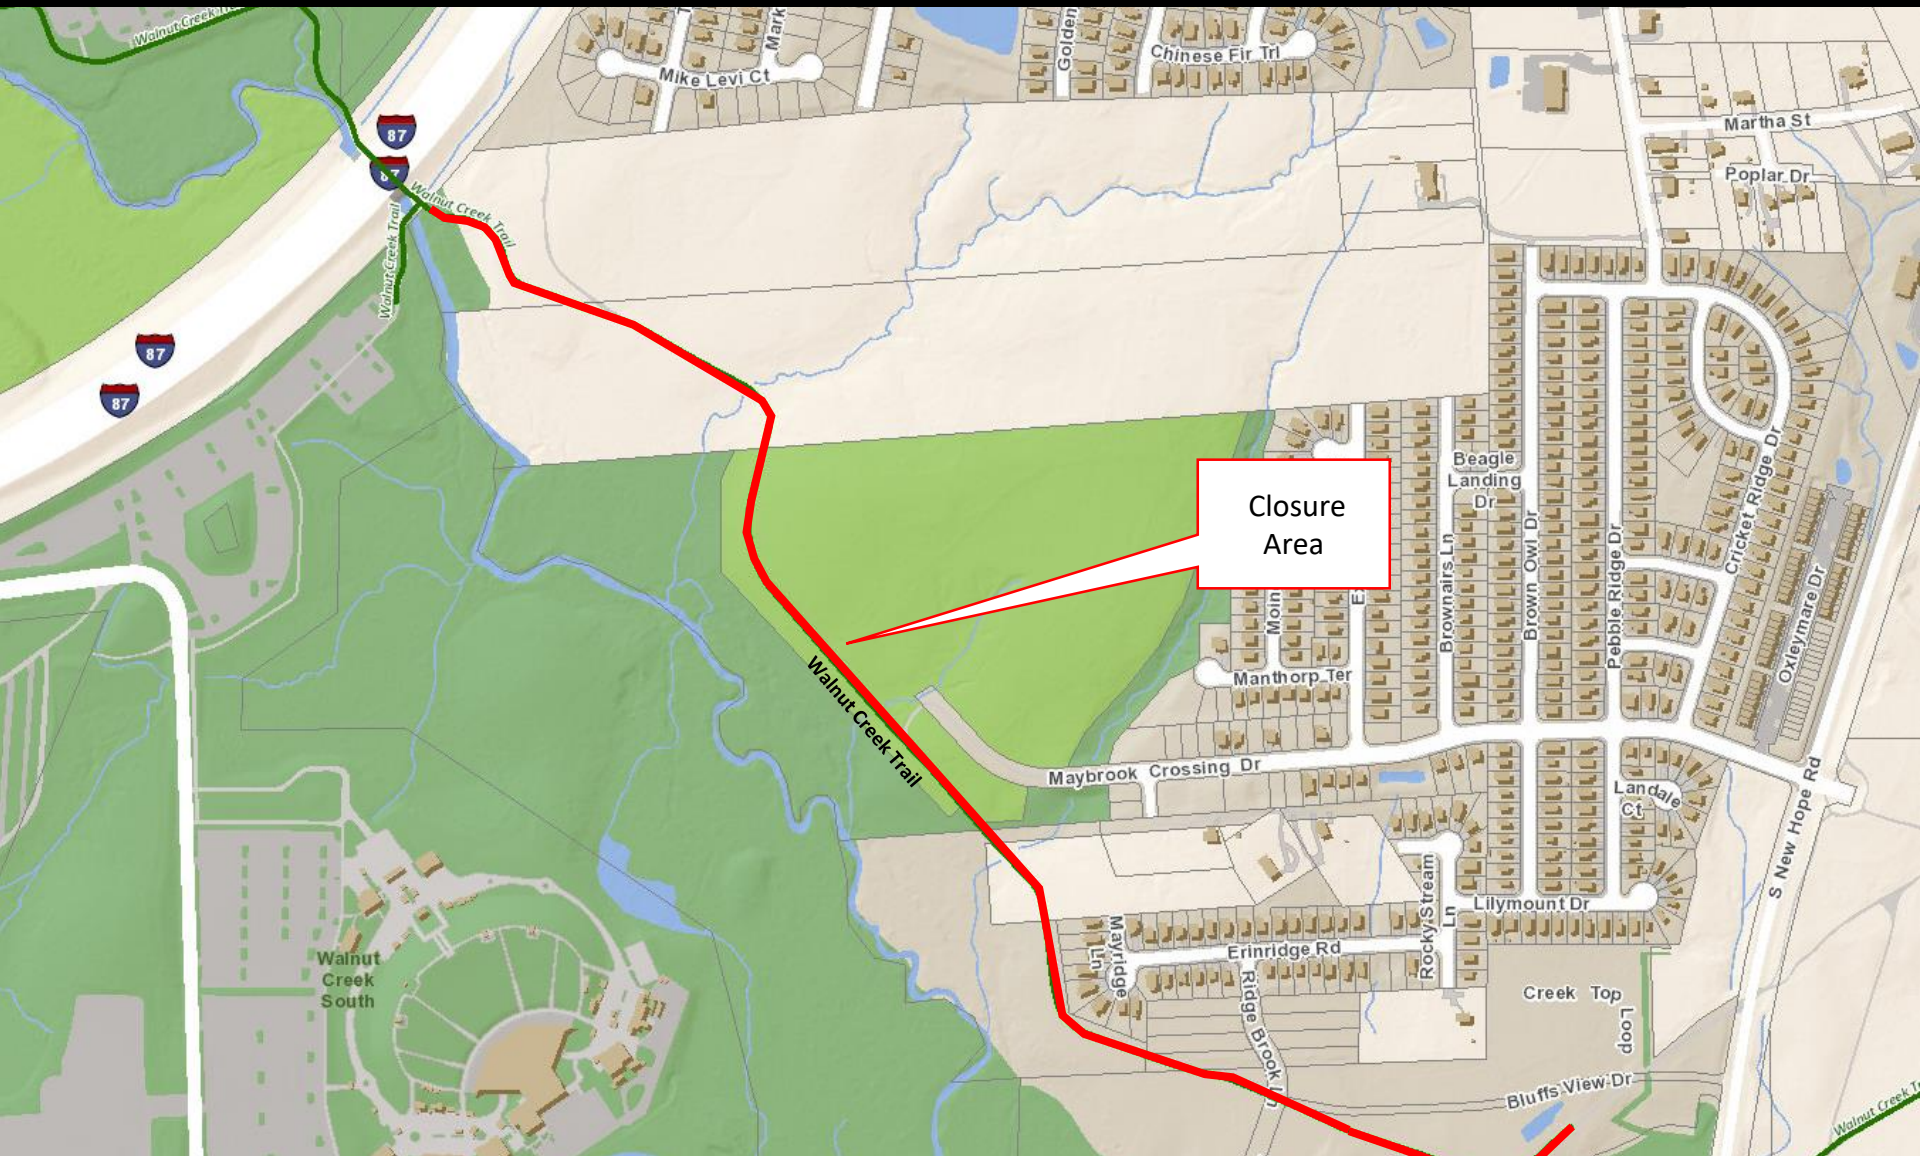 Walnut Creek
Mark
Golden
Mike Levi Ct
Chinese Fir Trl
87
87
Martha St
Poplar Dr
Walnut Creek Trail
Walnut Creek Trail
87
87
Beagle
Landing
Dr
Closure
Area
Brownairs Ln
Brown Owl Dr
Pebble Ridge Dr
Cricket Ridge Dr
Oxleymare Dr
Moin
Ex
Manthorp Ter
Walnut Creek Trail
Maybrook Crossing Dr
Landale
Ct
S New Hope Rd
Lilymount Dr
Rocky Stream
Ln
Mayridge
Ln
Erinridge Rd
Ridge Brook Ln
Walnut
Creek
South
Creek Top
Loop
Bluffs View Dr
Walnut Creek